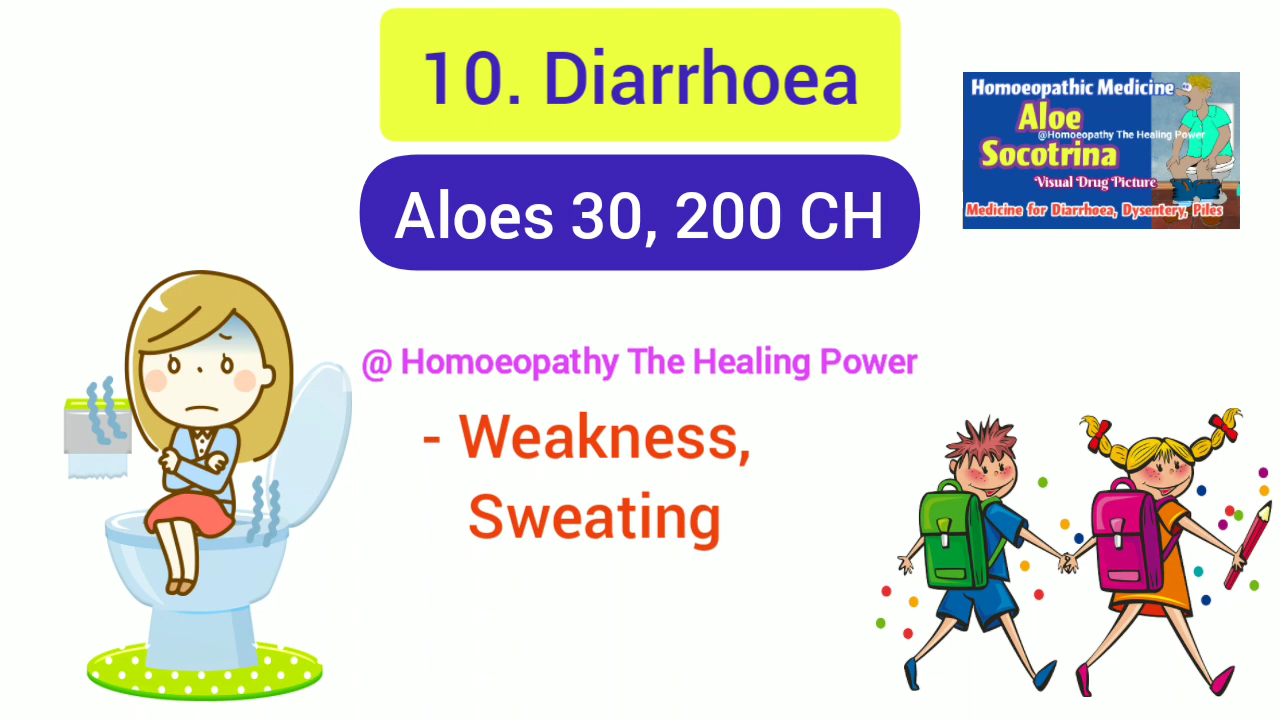 10. Diarrhoea
Aloes 30, 200 CH
Homoeopathic Medicine
Aloe
@Homoeopathy The Healing Power
Socotrina
Visual Drug Picture
Medicine for Diarrhoea, Dysentery, Piles
@ Homoeopathy The Healing Power
- Weakness,
Sweating